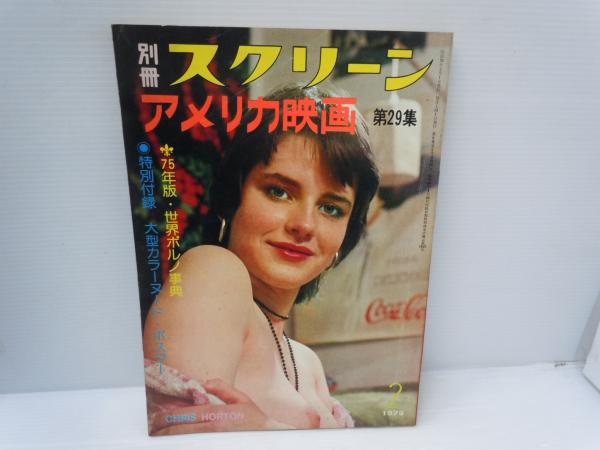 別冊 スクリーン
アメリカ映画 第29集
75年版・世界ポルノ事典
●特別付録 大型カラーヌード ポスター
Coca-Cola
2
CHRIS HORTON